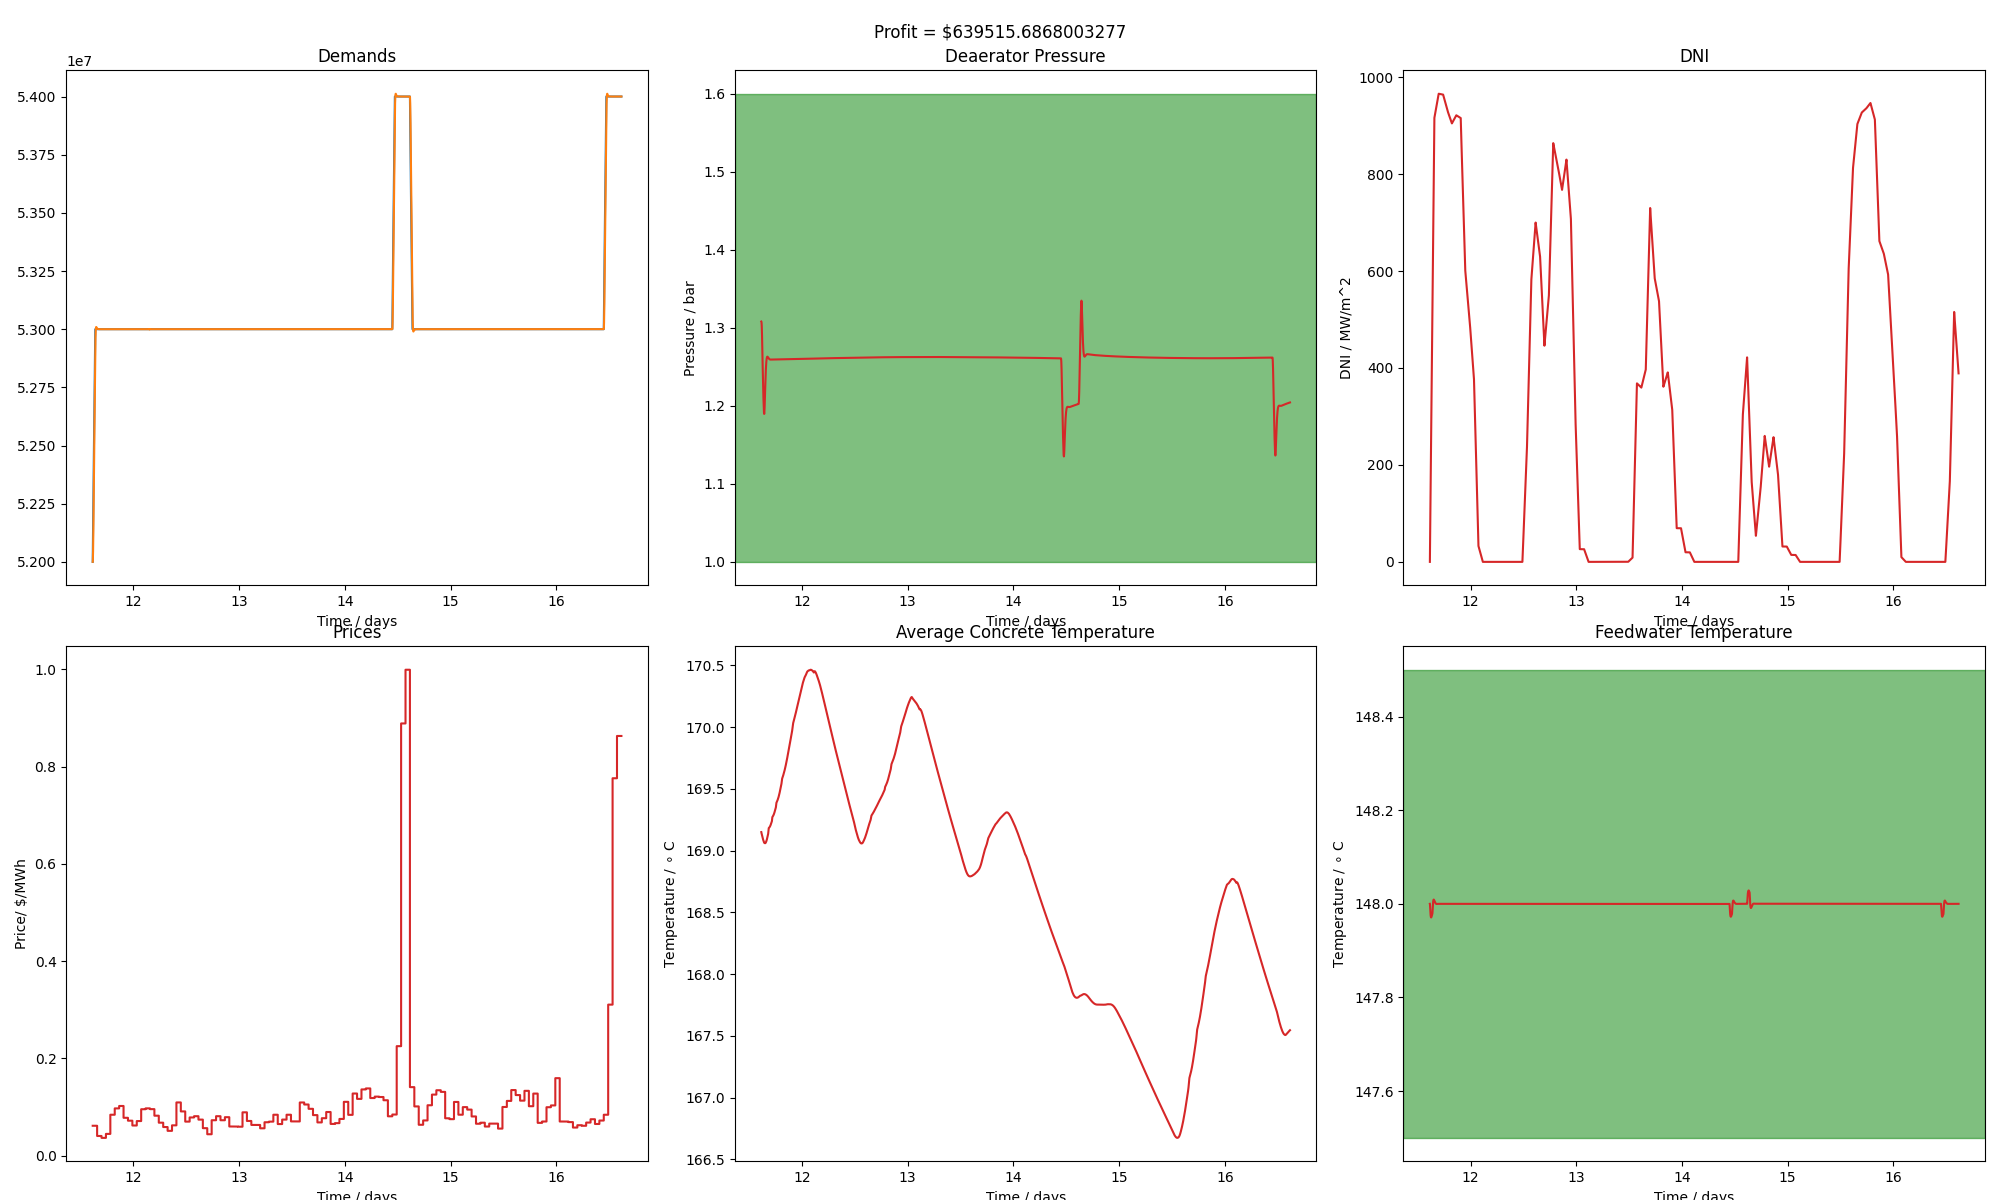 Profit = $639515.6868003277
Demands
1e7
5.400
5.375
5.350
5.325
5.300
5.275
5.250
5.225
5.200
12 13 14 15 16
Time / days
Deaerator Pressure
Pressure / bar
1.6
1.5
1.4
1.3
1.2
1.1
1.0
12 13 14 15 16
Time / days
DNI
DNI / MW/m^2
1000
800
600
400
200
0
12 13 14 15 16
Time / days
Prices
Price/ $/MWh
1.0
0.8
0.6
0.4
0.2
0.0
12 13 14 15 16
Time / days
Average Concrete Temperature
Temperature / ∘ C
170.5
170.0
169.5
169.0
168.5
168.0
167.5
167.0
166.5
12 13 14 15 16
Time / days
Feedwater Temperature
Temperature / ∘ C
148.4
148.2
148.0
147.8
147.6
12 13 14 15 16
Time / days